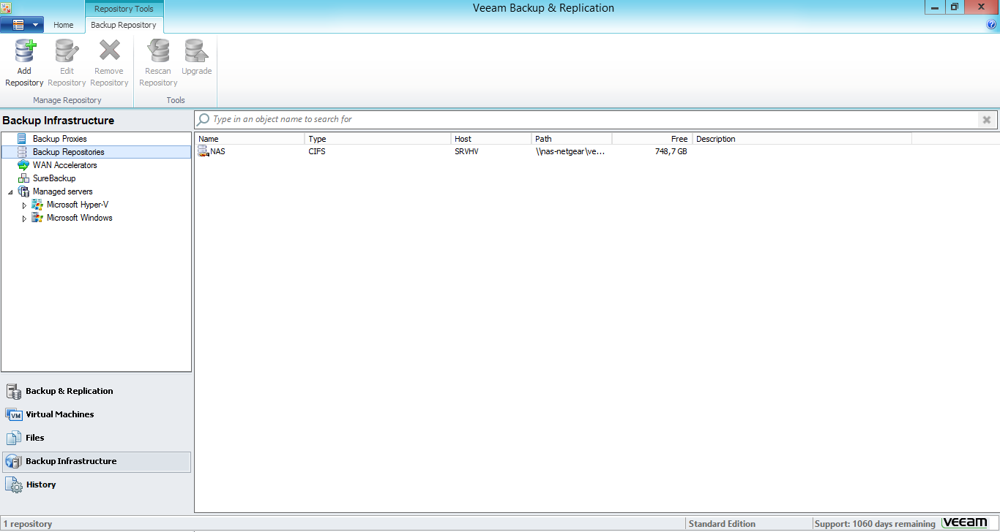 Repository Tools
Veeam Backup & Replication
Home
Backup Repository
Add Repository
Edit Repository
Remove Repository
Rescan Repository
Upgrade
Manage Repository
Tools
Backup Infrastructure
Type in an object name to search for
Backup Proxies
Backup Repositories
WAN Accelerators
SureBackup
Managed servers
Microsoft Hyper-V
Microsoft Windows
Name Type Host Path Free Description
NAS CIFS SRVHV \\nas-netgear\ve... 748,7 GB
Backup & Replication
VM Virtual Machines
Files
Backup Infrastructure
History
1 repository
Standard Edition
Support: 1060 days remaining
veeam